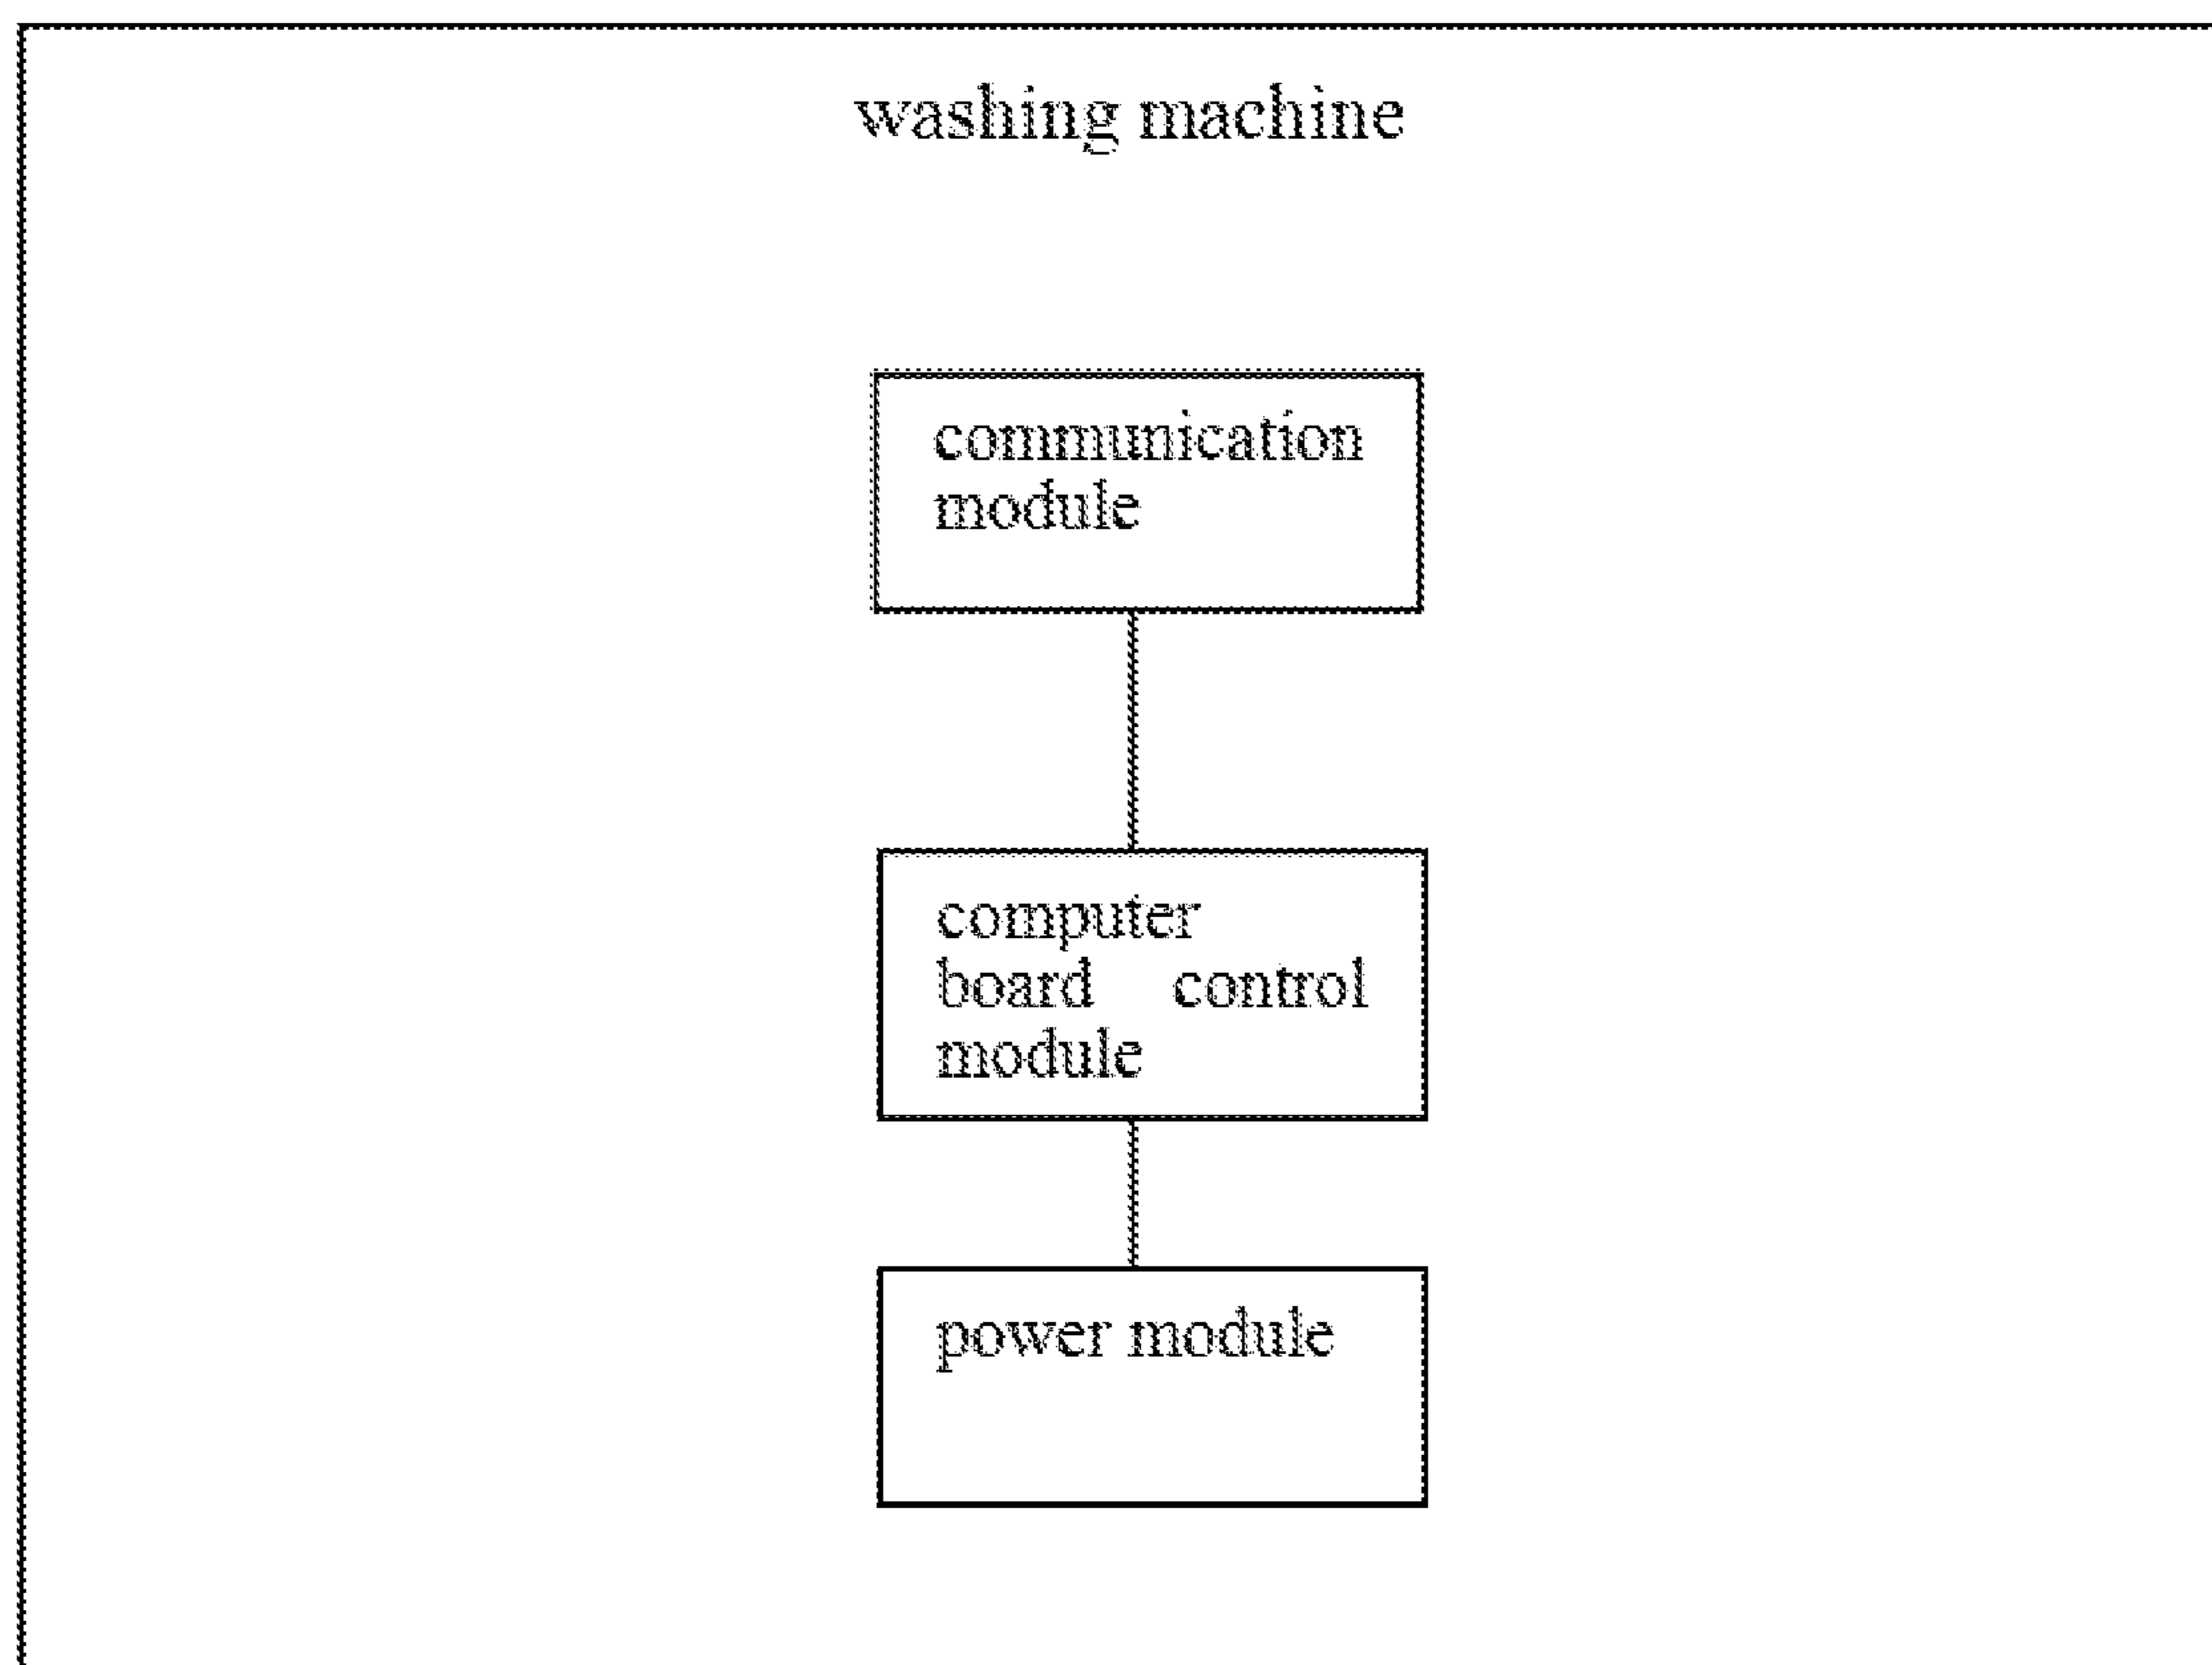 washing machine
communication
module
computer
board control
module
power module